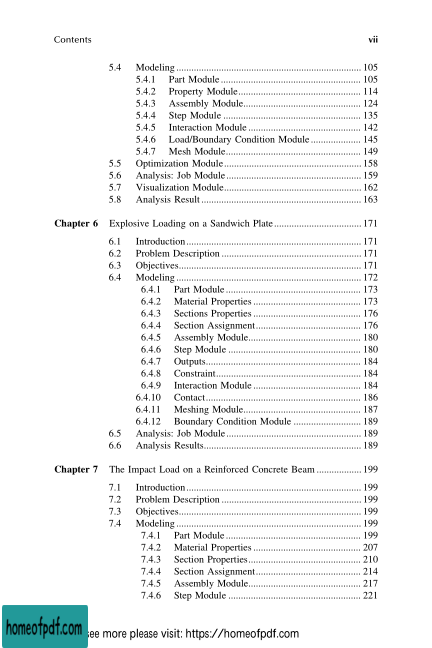 Contents vii
5.4 Modeling 105
5.4.1 Part Module 105
5.4.2 Property Module 114
5.4.3 Assembly Module 124
5.4.4 Step Module 135
5.4.5 Interaction Module 142
5.4.6 Load/Boundary Condition Module 145
5.4.7 Mesh Module 149
5.5 Optimization Module 158
5.6 Analysis: Job Module 159
5.7 Visualization Module 162
5.8 Analysis Result 163
Chapter 6 Explosive Loading on a Sandwich Plate 171
6.1 Introduction 171
6.2 Problem Description 171
6.3 Objectives 171
6.4 Modeling 172
6.4.1 Part Module 173
6.4.2 Material Properties 173
6.4.3 Sections Properties 176
6.4.4 Section Assignment 176
6.4.5 Assembly Module 180
6.4.6 Step Module 180
6.4.7 Outputs 184
6.4.8 Constraint 184
6.4.9 Interaction Module 184
6.4.10 Contact 186
6.4.11 Meshing Module 187
6.4.12 Boundary Condition Module 189
6.5 Analysis: Job Module 189
6.6 Analysis Results 189
Chapter 7 The Impact Load on a Reinforced Concrete Beam 199
7.1 Introduction 199
7.2 Problem Description 199
7.3 Objectives 199
7.4 Modeling 199
7.4.1 Part Module 199
7.4.2 Material Properties 207
7.4.3 Section Properties 210
7.4.4 Section Assignment 214
7.4.5 Assembly Module 217
7.4.6 Step Module 221
homeofpdf.com see more please visit: https://homeofpdf.com